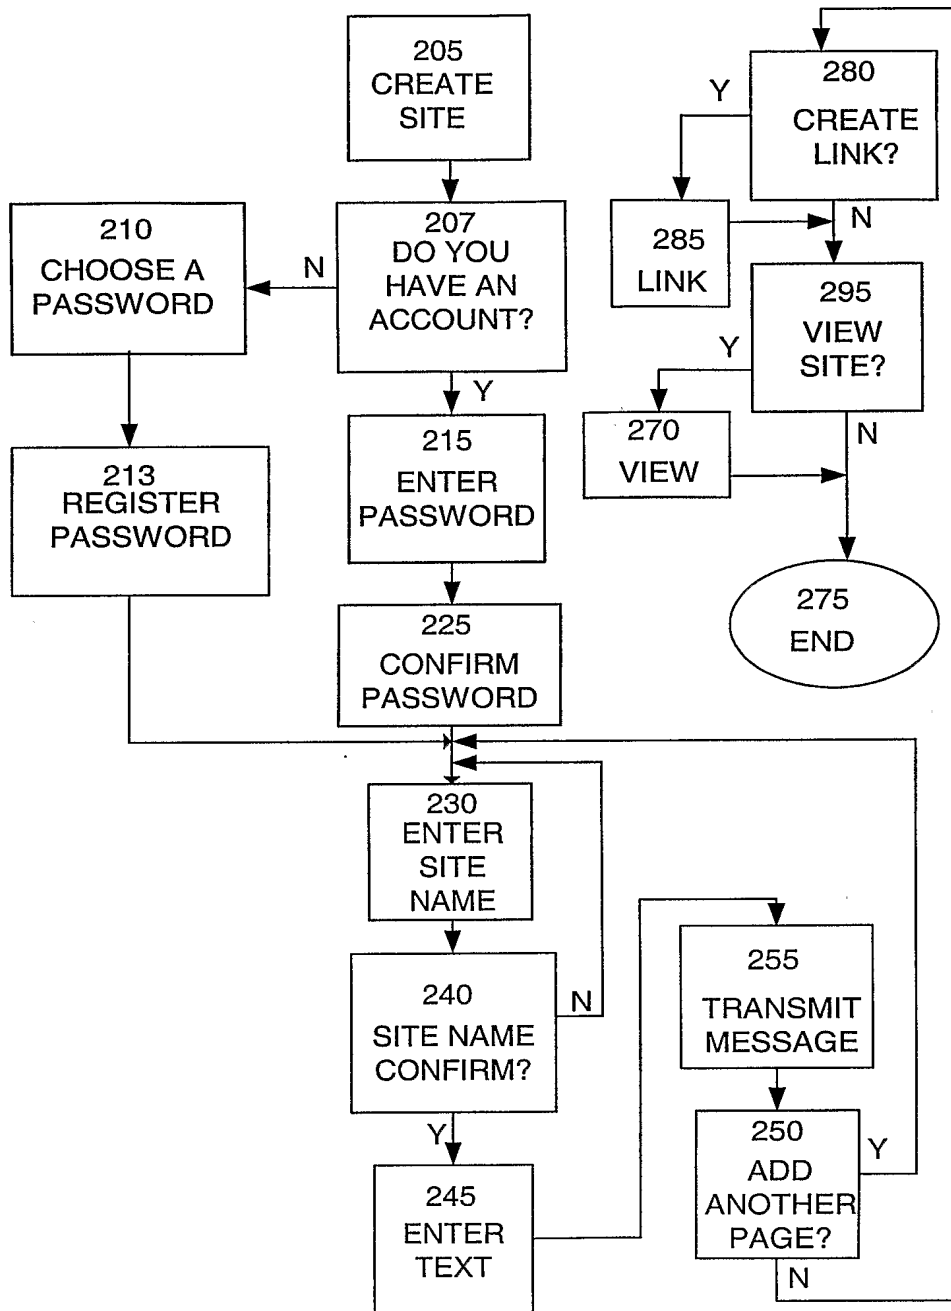 205
CREATE
SITE
207
DO YOU
HAVE AN
ACCOUNT?
N
Y
210
CHOOSE A
PASSWORD
213
REGISTER
PASSWORD
215
ENTER
PASSWORD
225
CONFIRM
PASSWORD
230
ENTER
SITE
NAME
240
SITE NAME
CONFIRM?
N
Y
245
ENTER
TEXT
255
TRANSMIT
MESSAGE
250
ADD
ANOTHER
PAGE?
Y
N
280
CREATE
LINK?
Y
N
285
LINK
295
VIEW
SITE?
Y
N
270
VIEW
275
END